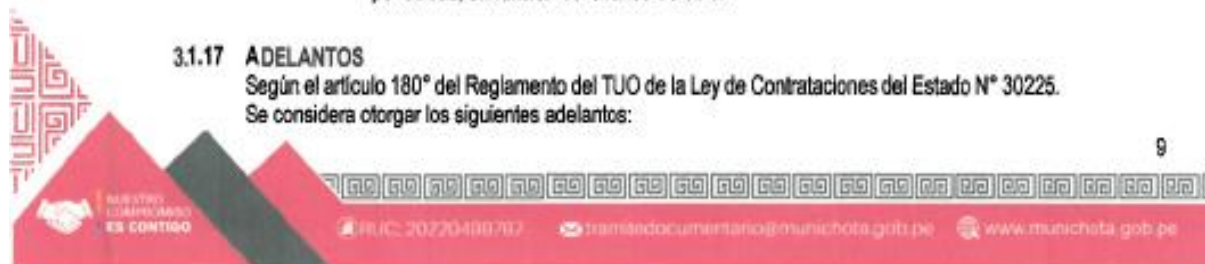 3.1.17 ADELANTOS
Según el artículo 180° del Reglamento del TUO de la Ley de Contrataciones del Estado N° 30225.
Se considera otorgar los siguientes adelantos:
9
NUESTRO
COMPROMISO
ES CONTIGO
RUC: 20220499797 tramitedocumentario@munichota.gob.pe www.munichota.gob.pe